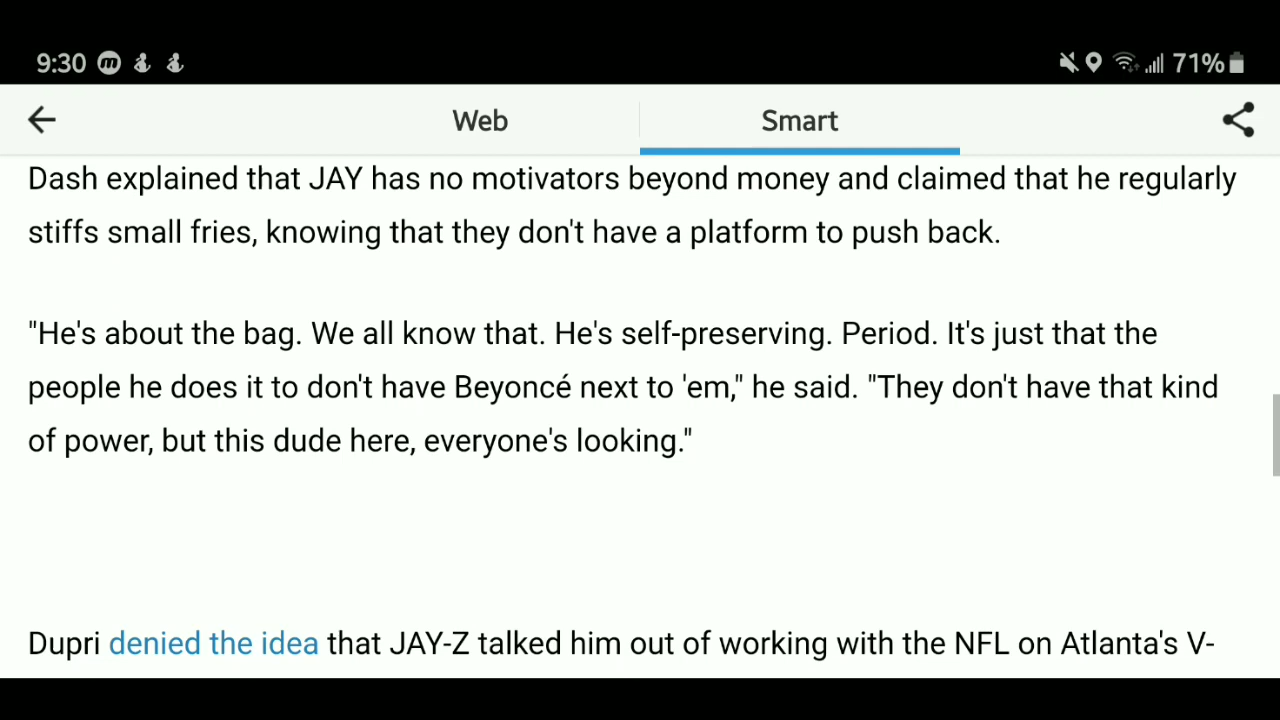 9:30
71%
Web
Smart
Dash explained that JAY has no motivators beyond money and claimed that he regularly
stiffs small fries, knowing that they don't have a platform to push back.
"He's about the bag. We all know that. He's self-preserving. Period. It's just that the
people he does it to don't have Beyoncé next to 'em," he said. "They don't have that kind
of power, but this dude here, everyone's looking."
Dupri denied the idea that JAY-Z talked him out of working with the NFL on Atlanta's V-